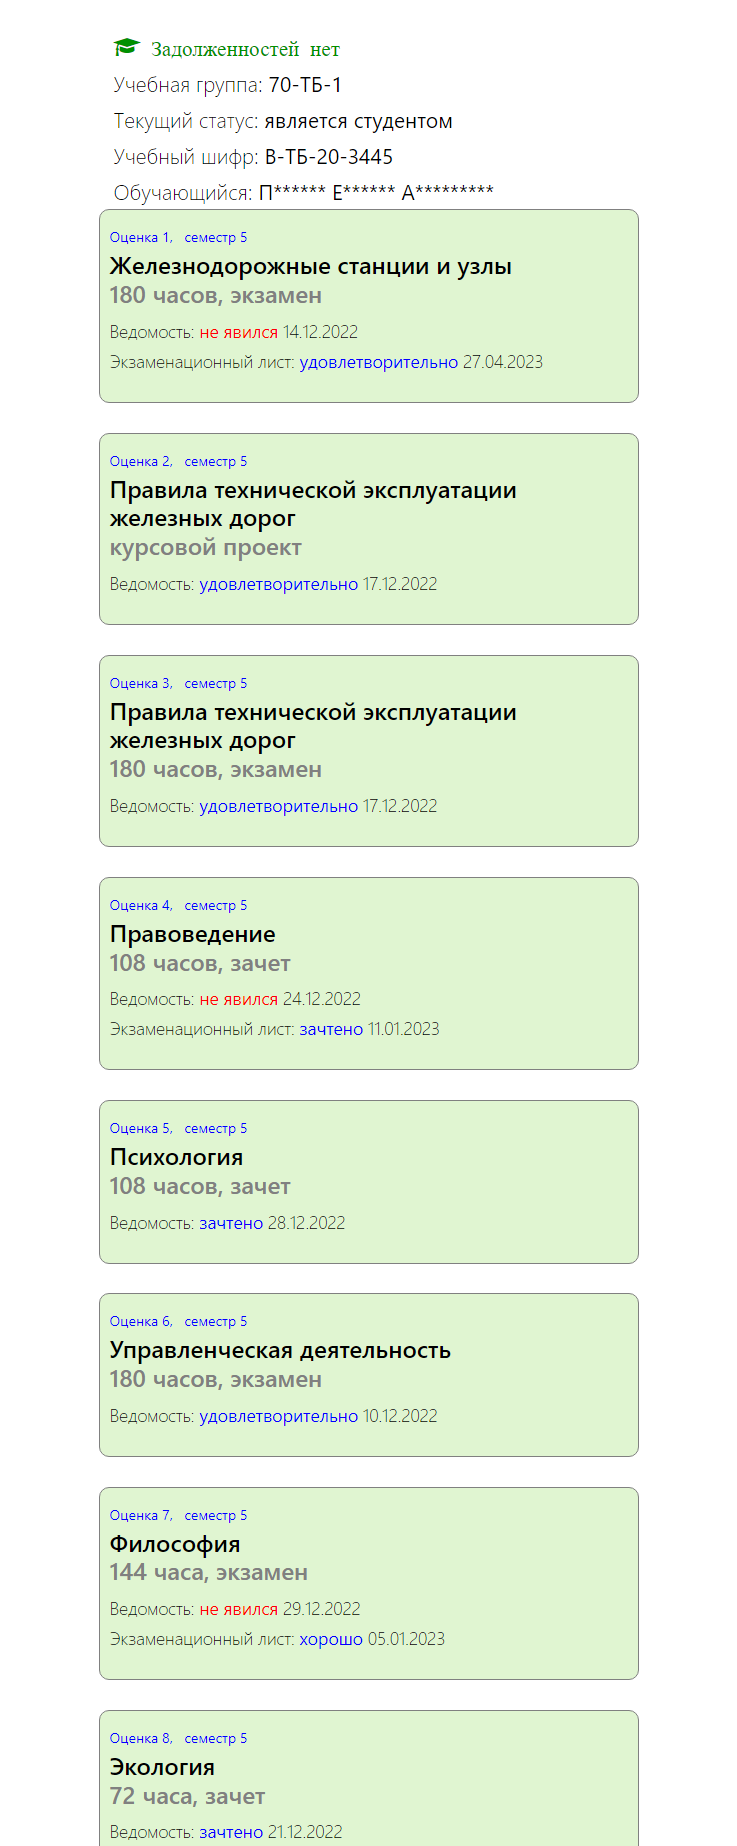 Задолженностей нет
Учебная группа: 70-ТБ-1
Текущий статус: является студентом
Учебный шифр: В-ТБ-20-3445
Обучающийся: П****** Е****** А*********
Оценка 1, семестр 5
Железнодорожные станции и узлы
180 часов, экзамен
Ведомость: не явился 14.12.2022
Экзаменационный лист: удовлетворительно 27.04.2023
Оценка 2, семестр 5
Правила технической эксплуатации
железных дорог
курсовой проект
Ведомость: удовлетворительно 17.12.2022
Оценка 3, семестр 5
Правила технической эксплуатации
железных дорог
180 часов, экзамен
Ведомость: удовлетворительно 17.12.2022
Оценка 4, семестр 5
Правоведение
108 часов, зачет
Ведомость: не явился 24.12.2022
Экзаменационный лист: зачтено 11.01.2023
Оценка 5, семестр 5
Психология
108 часов, зачет
Ведомость: зачтено 28.12.2022
Оценка 6, семестр 5
Управленческая деятельность
180 часов, экзамен
Ведомость: удовлетворительно 10.12.2022
Оценка 7, семестр 5
Философия
144 часа, экзамен
Ведомость: не явился 29.12.2022
Экзаменационный лист: хорошо 05.01.2023
Оценка 8, семестр 5
Экология
72 часа, зачет
Ведомость: зачтено 21.12.2022